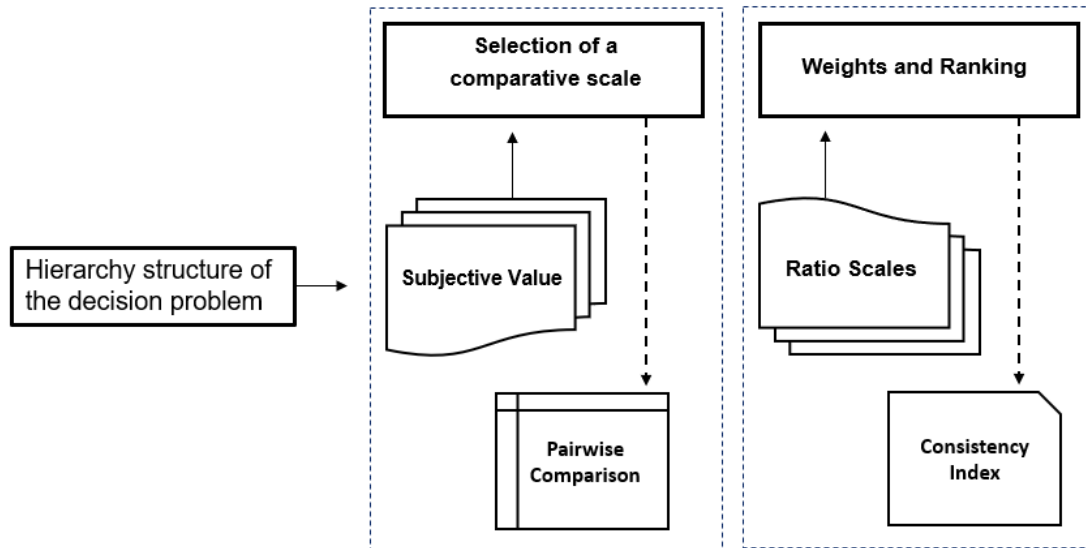 Hierarchy structure of
the decision problem
Selection of a
comparative scale
Subjective Value
Pairwise
Comparison
Weights and Ranking
Ratio Scales
Consistency
Index